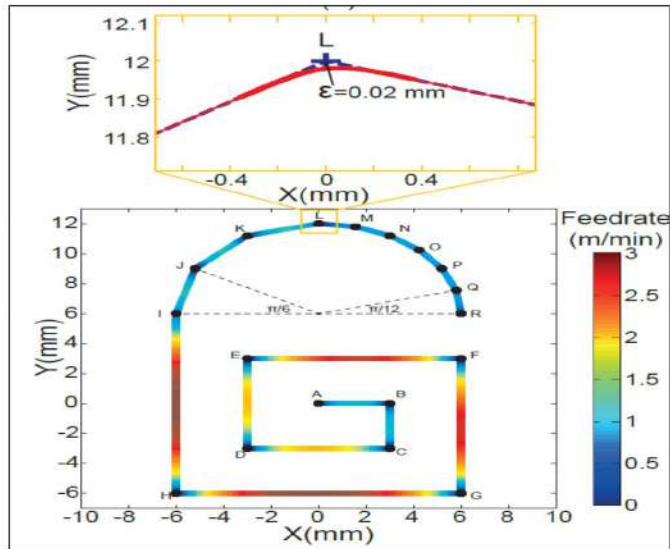 12.1
12
11.9
11.8
Y(mm)
L
ε=0.02 mm
-0.4
0
0.4
X(mm)
12
10
8
6
4
2
0
-2
-4
-6
Y(mm)
K
L
M
N
O
P
Q
R
J
I
π/6
π/12
E
F
A
B
D
C
H
G
-10
-8
-6
-4
-2
0
2
4
6
8
10
X(mm)
Feedrate
(m/min)
3
2.5
2
1.5
1
0.5
0